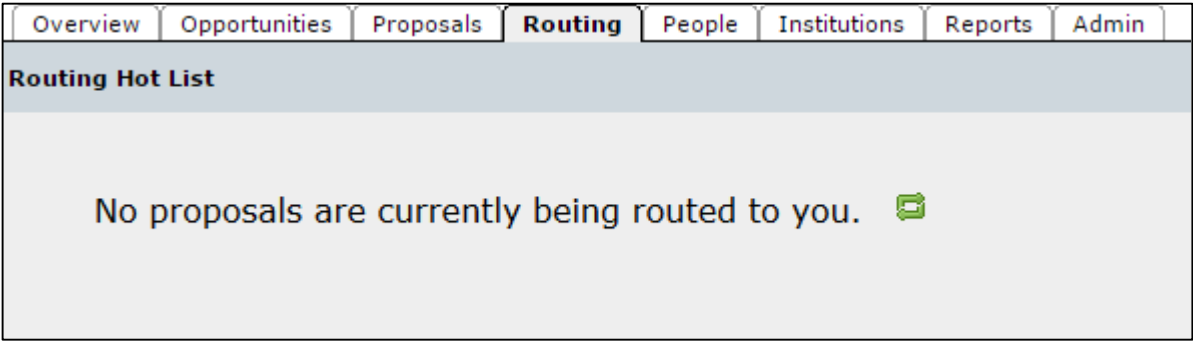 Overview Opportunities Proposals Routing People Institutions Reports Admin
Routing Hot List
No proposals are currently being routed to you.